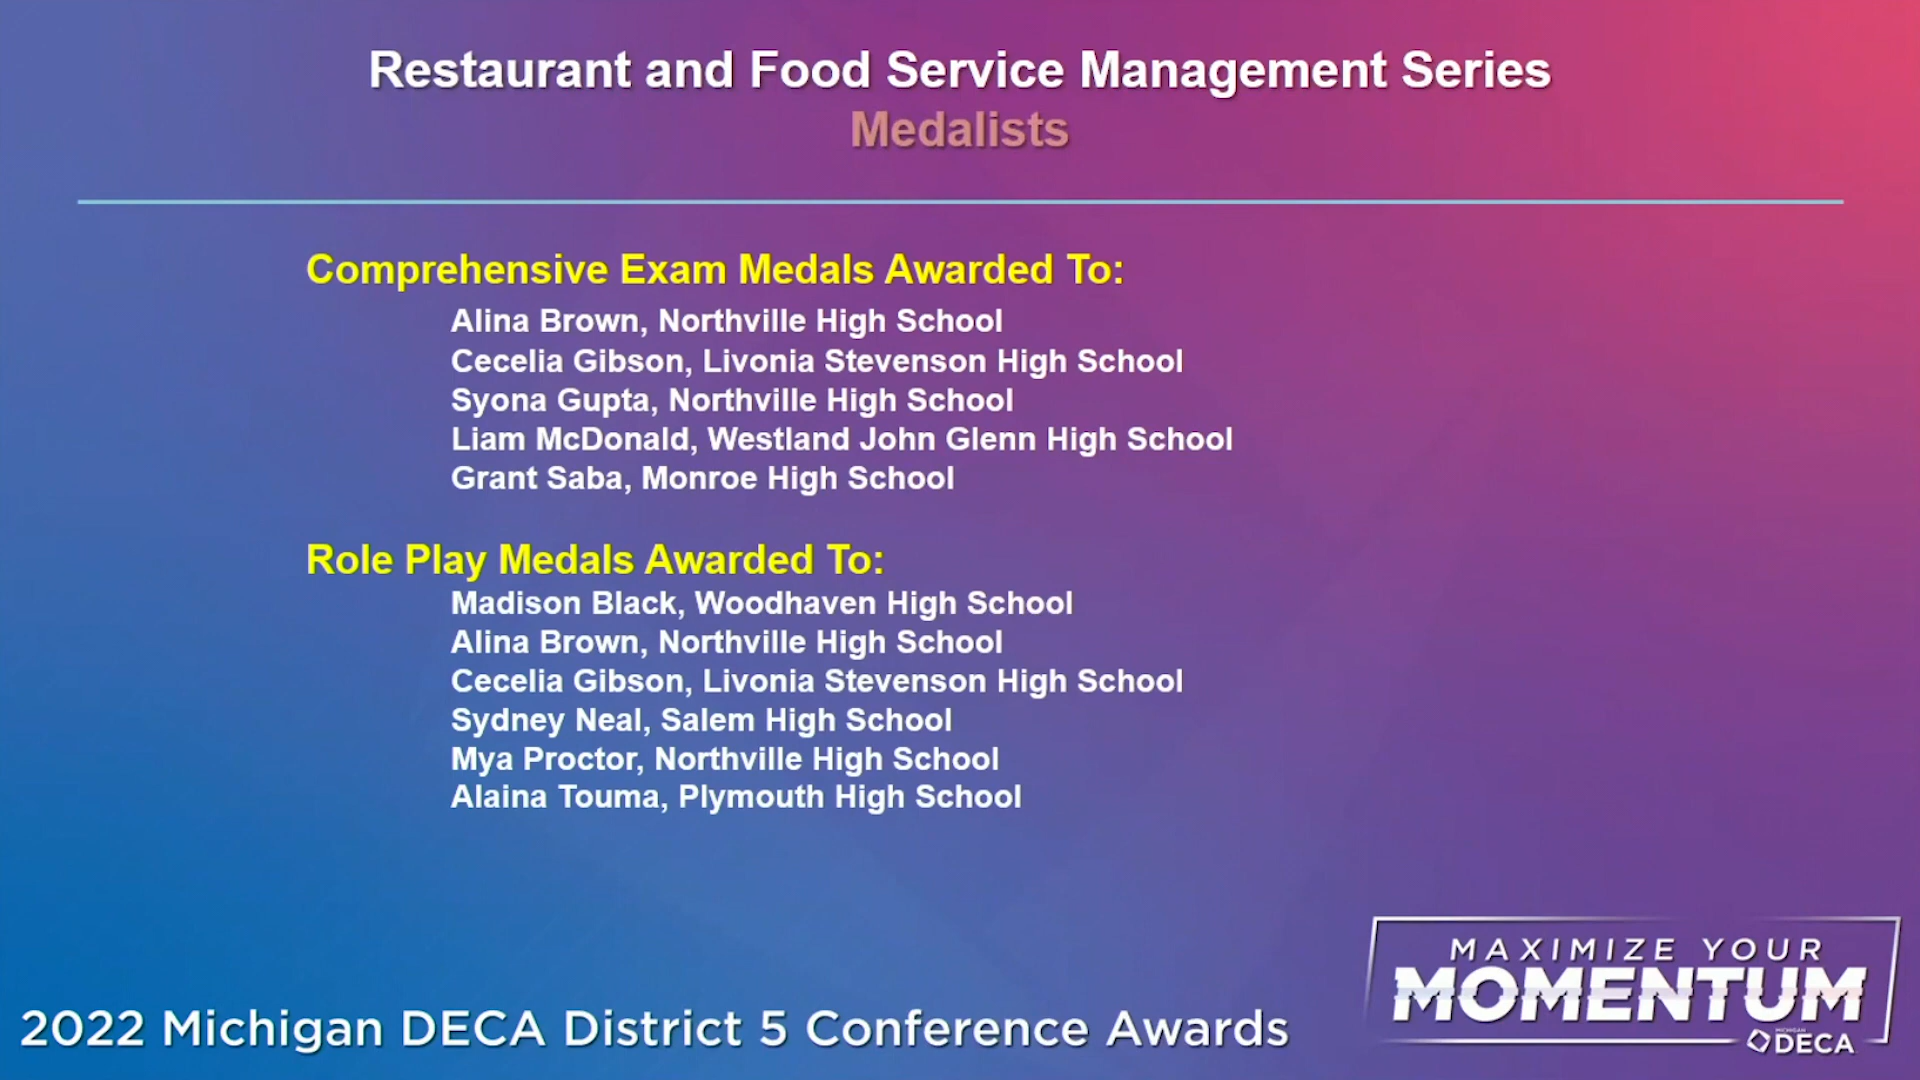 Restaurant and Food Service Management Series
Medalists
Comprehensive Exam Medals Awarded To:
Alina Brown, Northville High School
Cecelia Gibson, Livonia Stevenson High School
Syona Gupta, Northville High School
Liam McDonald, Westland John Glenn High School
Grant Saba, Monroe High School
Role Play Medals Awarded To:
Madison Black, Woodhaven High School
Alina Brown, Northville High School
Cecelia Gibson, Livonia Stevenson High School
Sydney Neal, Salem High School
Mya Proctor, Northville High School
Alaina Touma, Plymouth High School
2022 Michigan DECA District 5 Conference Awards
MAXIMIZE YOUR
MOMENTUM
MICHIGAN
DECA